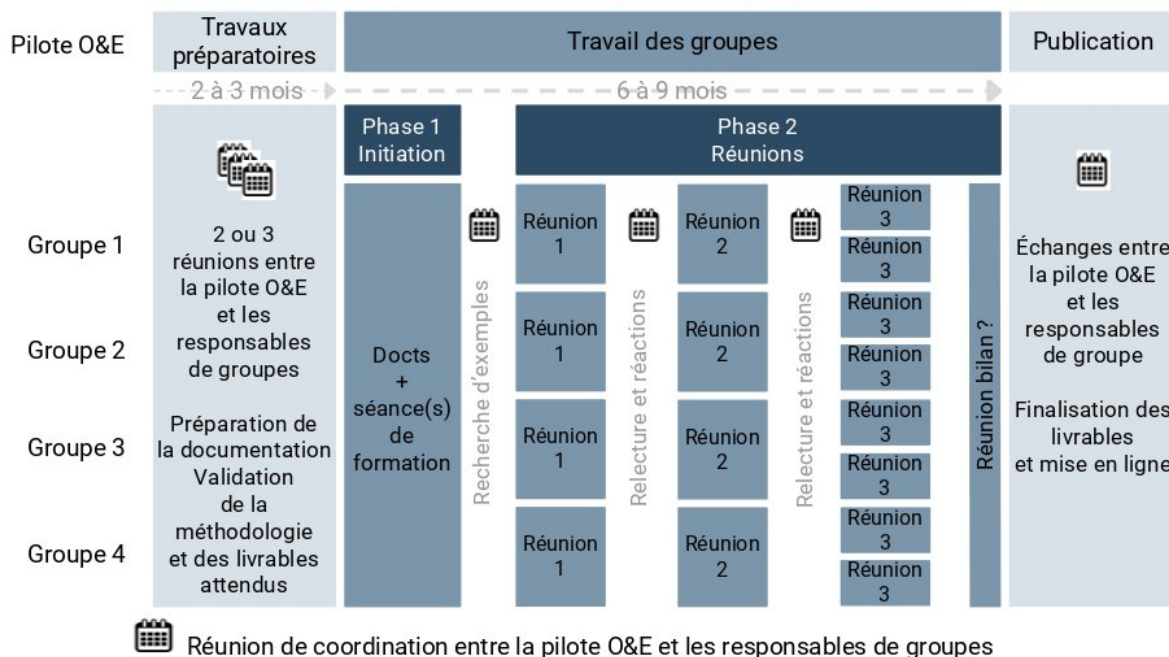 Pilote O&E
Travaux
préparatoires
Travail des groupes
Publication
2 à 3 mois
6 à 9 mois
Phase 1
Initiation
Phase 2
Réunions
Groupe 1
Groupe 2
Groupe 3
Groupe 4
2 ou 3
réunions entre
la pilote O&E
et les
responsables
de groupes
Préparation de
la documentation
Validation
de la
méthodologie
et des livrables
attendus
Docts
+
séance(s)
de
formation
Recherche d'exemples
Réunion
1
Réunion
1
Réunion
1
Réunion
1
Relecture et réactions
Réunion
2
Réunion
2
Réunion
2
Réunion
2
Relecture et réactions
Réunion
3
Réunion
3
Réunion
3
Réunion
3
Réunion
3
Réunion
3
Réunion
3
Réunion
3
Réunion bilan ?
Échanges entre
la pilote O&E
et les
responsables
de groupe
Finalisation des
livrables
et mise en ligne
Réunion de coordination entre la pilote O&E et les responsables de groupes